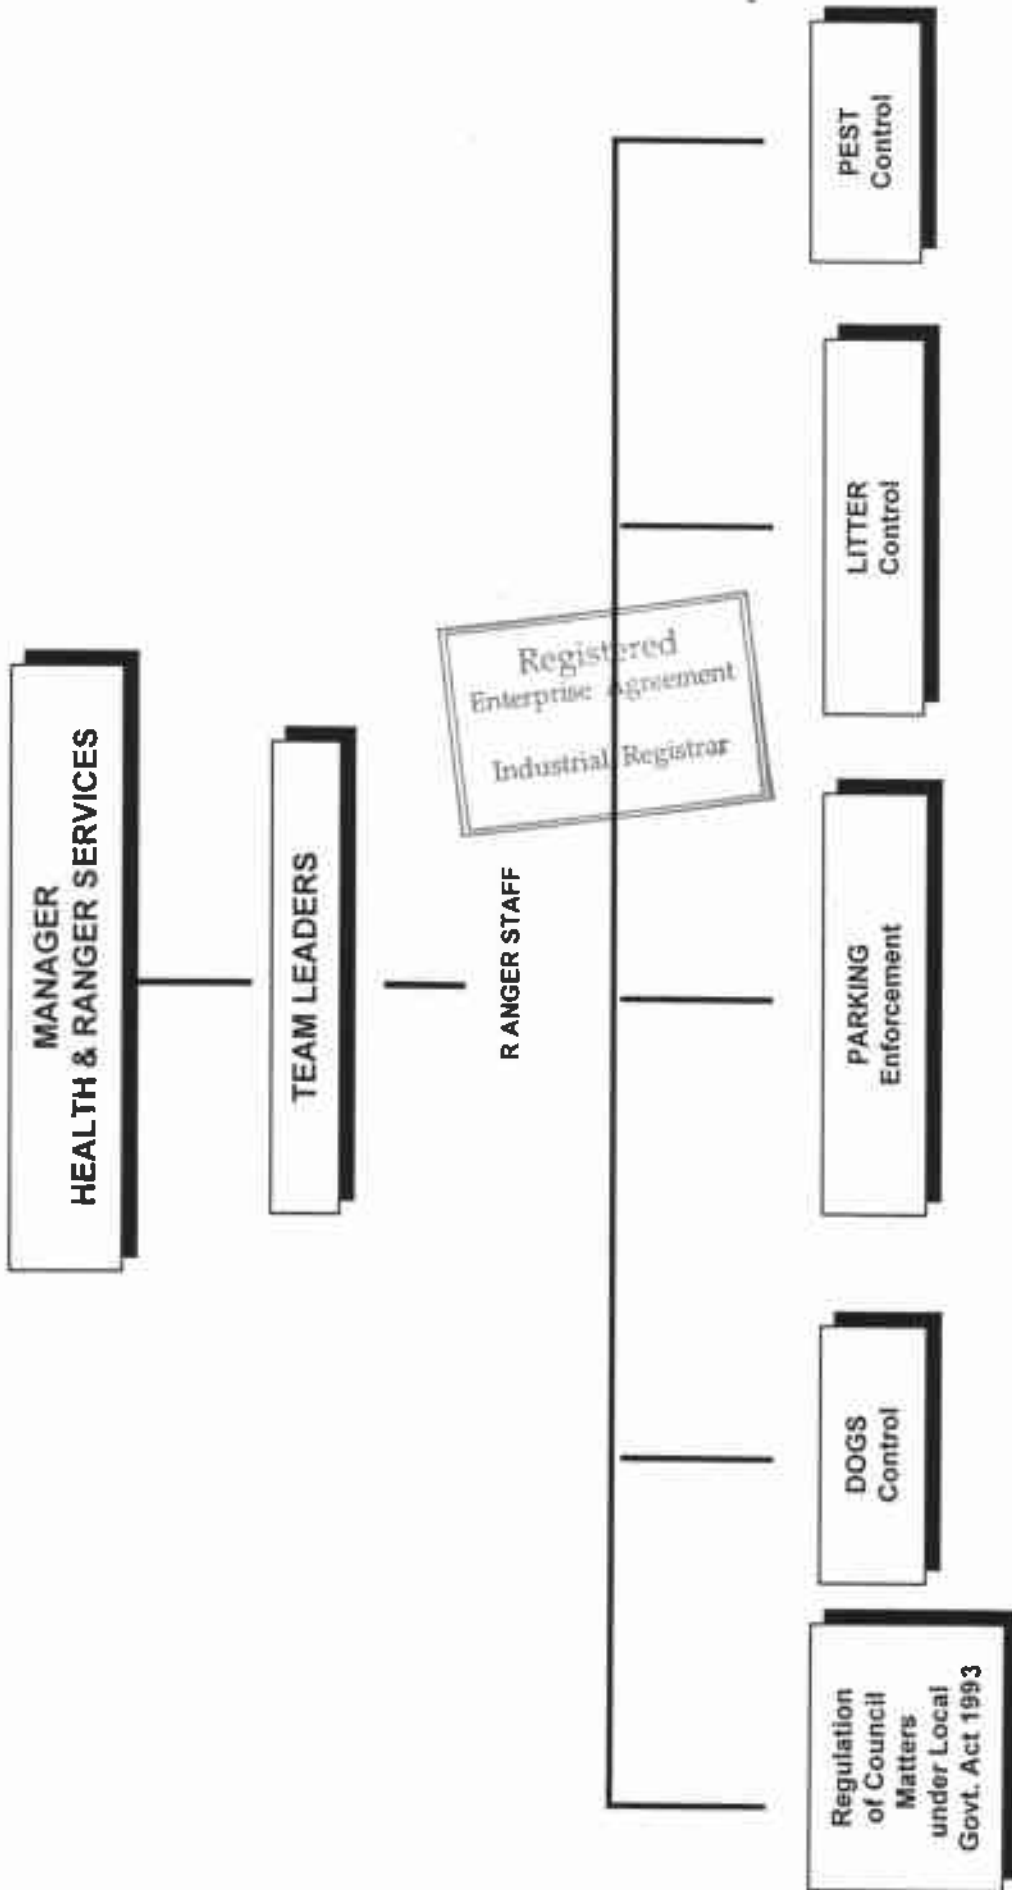 MANAGER
HEALTH & RANGER SERVICES
TEAM LEADERS
R ANGER STAFF
Registered
Enterprise Agreement
Industrial Registrar
Regulation
of Council
Matters
under Local
Govt. Act 1993
DOGS
Control
PARKING
Enforcement
LITTER
Control
PEST
Control